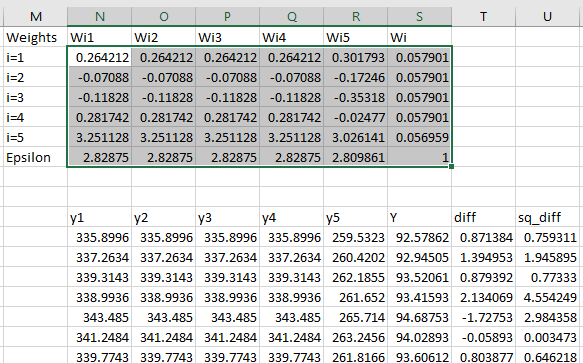 M N O P Q R S T U
Weights Wi1 Wi2 Wi3 Wi4 Wi5 Wi
i=1 0.264212 0.264212 0.264212 0.264212 0.301793 0.057901
i=2 -0.07088 -0.07088 -0.07088 -0.07088 -0.17246 0.057901
i=3 -0.11828 -0.11828 -0.11828 -0.11828 -0.35318 0.057901
i=4 0.281742 0.281742 0.281742 0.281742 -0.02477 0.057901
i=5 3.251128 3.251128 3.251128 3.251128 3.026141 0.056959
Epsilon 2.82875 2.82875 2.82875 2.82875 2.809861 1
y1 y2 y3 y4 y5 Y diff sq_diff
335.8996 335.8996 335.8996 335.8996 259.5323 92.57862 0.871384 0.759311
337.2634 337.2634 337.2634 337.2634 260.4202 92.94505 1.394953 1.945895
339.3143 339.3143 339.3143 339.3143 262.1855 93.52061 0.879392 0.77333
338.9936 338.9936 338.9936 338.9936 261.652 93.41593 2.134069 4.554249
343.485 343.485 343.485 343.485 265.714 94.68753 -1.72753 2.984358
341.2484 341.2484 341.2484 341.2484 263.2456 94.02893 -0.05893 0.003473
339.7743 339.7743 339.7743 339.7743 261.8166 93.60612 0.803877 0.646218